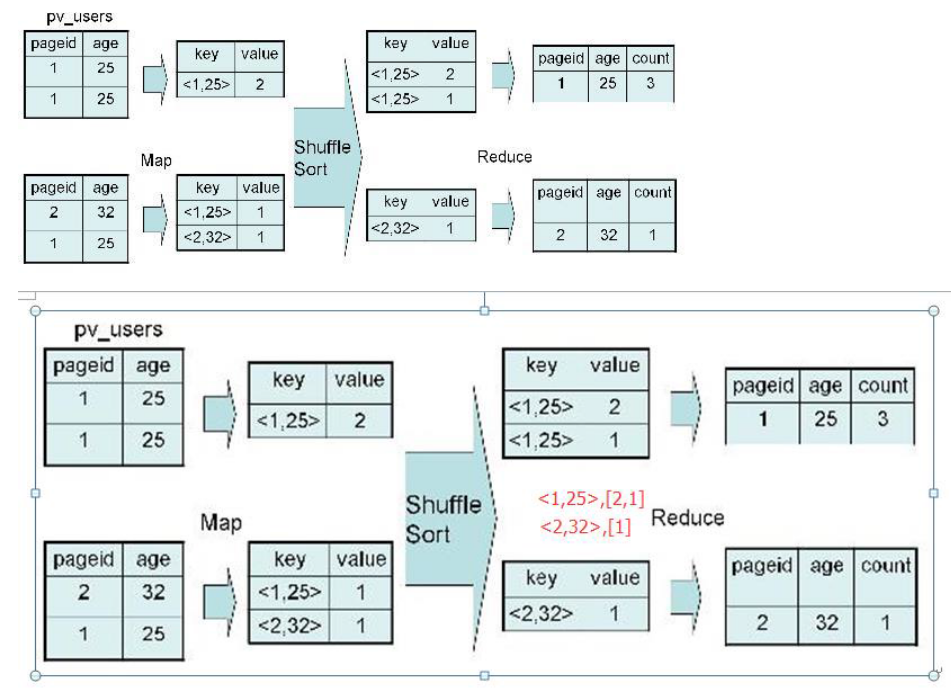 pv_users
pageid age
1 25
1 25
key value
<1,25> 2
key value
<1,25> 2
<1,25> 1
pageid age count
1 25 3
Map
Shuffle
Sort
Reduce
pageid age
2 32
1 25
key value
<1,25> 1
<2,32> 1
key value
<2,32> 1
pageid age count
2 32 1
pv_users
pageid age
1 25
1 25
key value
<1,25> 2
key value
<1,25> 2
<1,25> 1
pageid age count
1 25 3
Map
Shuffle
Sort
<1,25>,[2,1]
<2,32>,[1]
Reduce
pageid age
2 32
1 25
key value
<1,25> 1
<2,32> 1
key value
<2,32> 1
pageid age count
2 32 1